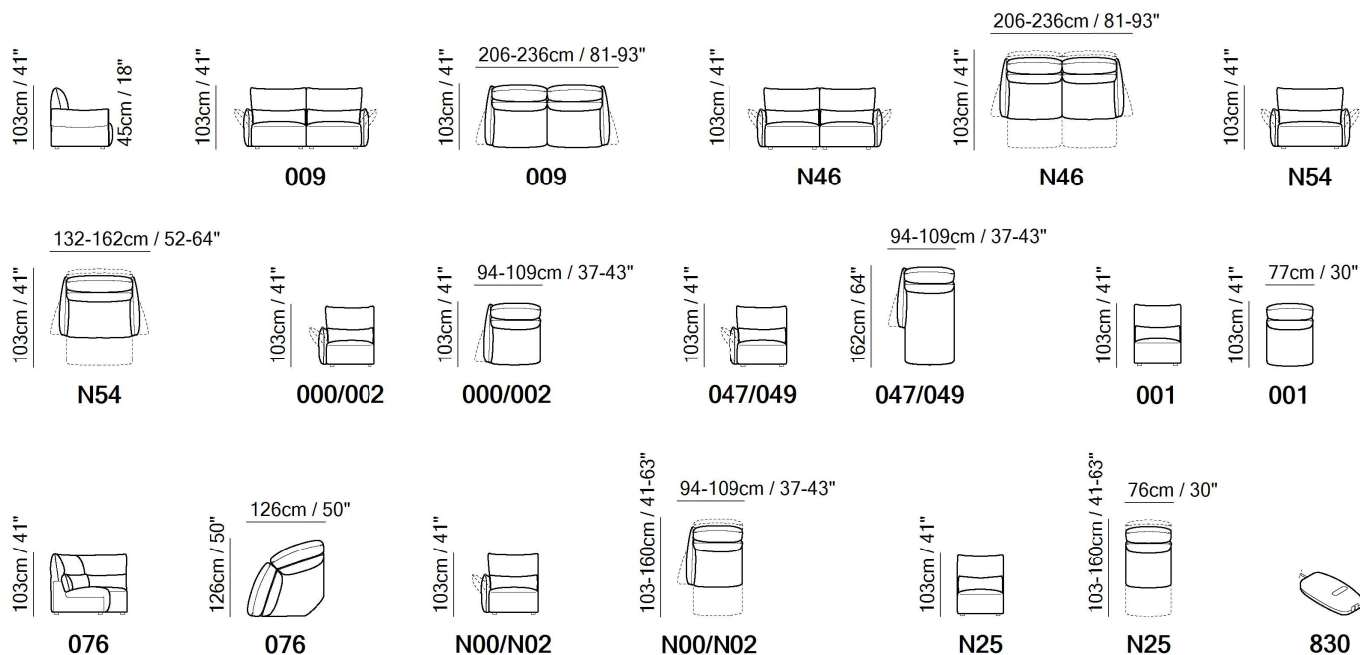 103cm / 41"
45cm / 18"
103cm / 41"
009
206-236cm / 81-93"
103cm / 41"
009
103cm / 41"
N46
206-236cm / 81-93"
103cm / 41"
N46
103cm / 41"
N54
132-162cm / 52-64"
103cm / 41"
N54
103cm / 41"
000/002
94-109cm / 37-43"
103cm / 41"
000/002
103cm / 41"
047/049
94-109cm / 37-43"
162cm / 64"
047/049
103cm / 41"
001
77cm / 30"
103cm / 41"
001
103cm / 41"
076
126cm / 50"
126cm / 50"
076
103cm / 41"
N00/N02
94-109cm / 37-43"
103-160cm / 41-63"
N00/N02
103cm / 41"
N25
76cm / 30"
103-160cm / 41-63"
N25
830